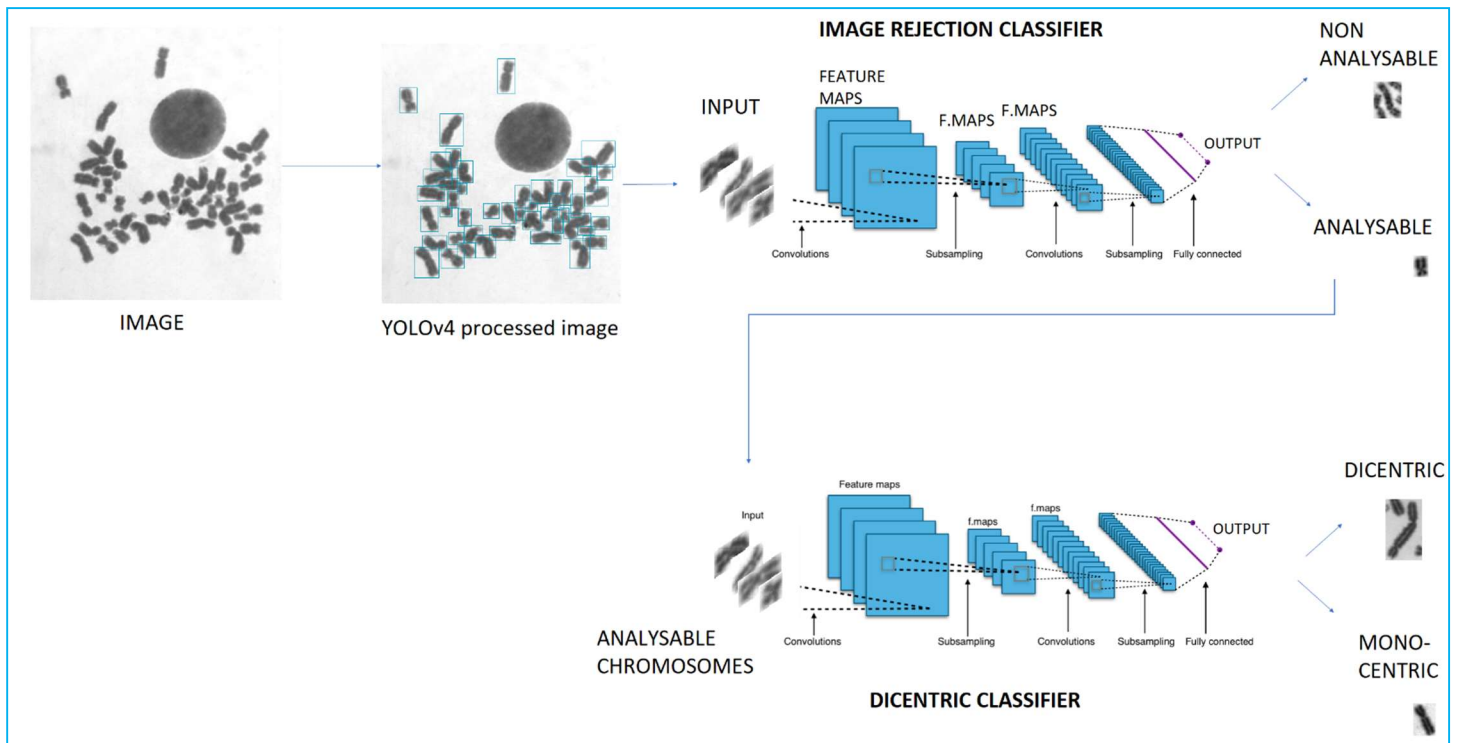 IMAGE
YOLOv4 processed image
IMAGE REJECTION CLASSIFIER
INPUT
FEATURE
MAPS
F.MAPS
F.MAPS
OUTPUT
Convolutions
Subsampling
Convolutions
Subsampling
Fully connected
NON
ANALYSABLE
ANALYSABLE
ANALYSABLE
CHROMOSOMES
Input
Feature maps
f.maps
f.maps
OUTPUT
Convolutions
Subsampling
Convolutions
Subsampling
Fully connected
DICENTRIC CLASSIFIER
DICENTRIC
MONO-
CENTRIC